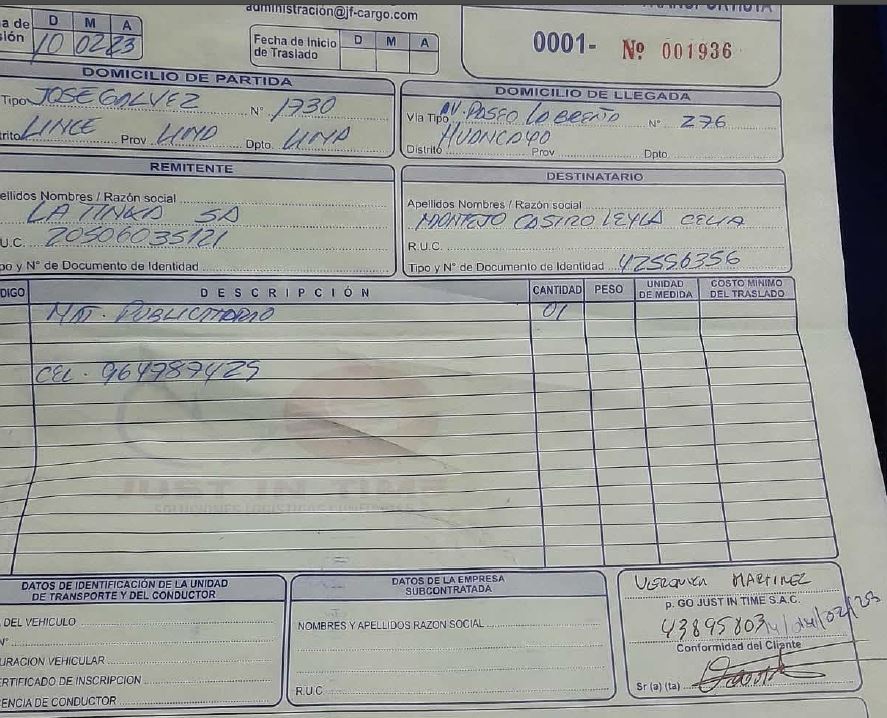 administración@jf-cargo.com
TRANSPORTISTA
a de D M A
sión 10 02 23
Fecha de Inicio D M A
de Traslado
0001- Nº 001936
DOMICILIO DE PARTIDA
Tipo JOSE GALVEZ Nº 1730
trito LINCE Prov LIMA Dpto. LIMA
DOMICILIO DE LLEGADA
Via Tipo AV. PASEO LA BREÑA Nº 276
HUANCAYO
Distrito Prov Dpto.
REMITENTE
ellidos Nombres / Razón social
LA TINKA SA
U.C. 20506035121
po y Nº de Documento de Identidad
DESTINATARIO
Apellidos Nombres / Razón social
MONTEJO CASTRO LEYLA CELIA
R.U.C.
Tipo y Nº de Documento de Identidad 42556356
DIGO DESCRIPCIÓN CANTIDAD PESO UNIDAD DE MEDIDA COSTO MINIMO DEL TRASLADO
MAT. PUBLICITARIO 01
CEL. 964787425
JUST IN TIME
DATOS DE IDENTIFICACIÓN DE LA UNIDAD
DE TRANSPORTE Y DEL CONDUCTOR
DEL VEHICULO
Nº
URACION VEHICULAR
ERTIFICADO DE INSCRIPCION
ENCIA DE CONDUCTOR
DATOS DE LA EMPRESA
SUBCONTRATADA
NOMBRES Y APELLIDOS RAZON SOCIAL
R.U.C.
VERONICA MARTINEZ
p. GO JUST IN TIME S.A.C.
43895803 14/02/23
Conformidad del Cliente
Sr (a) (ta)